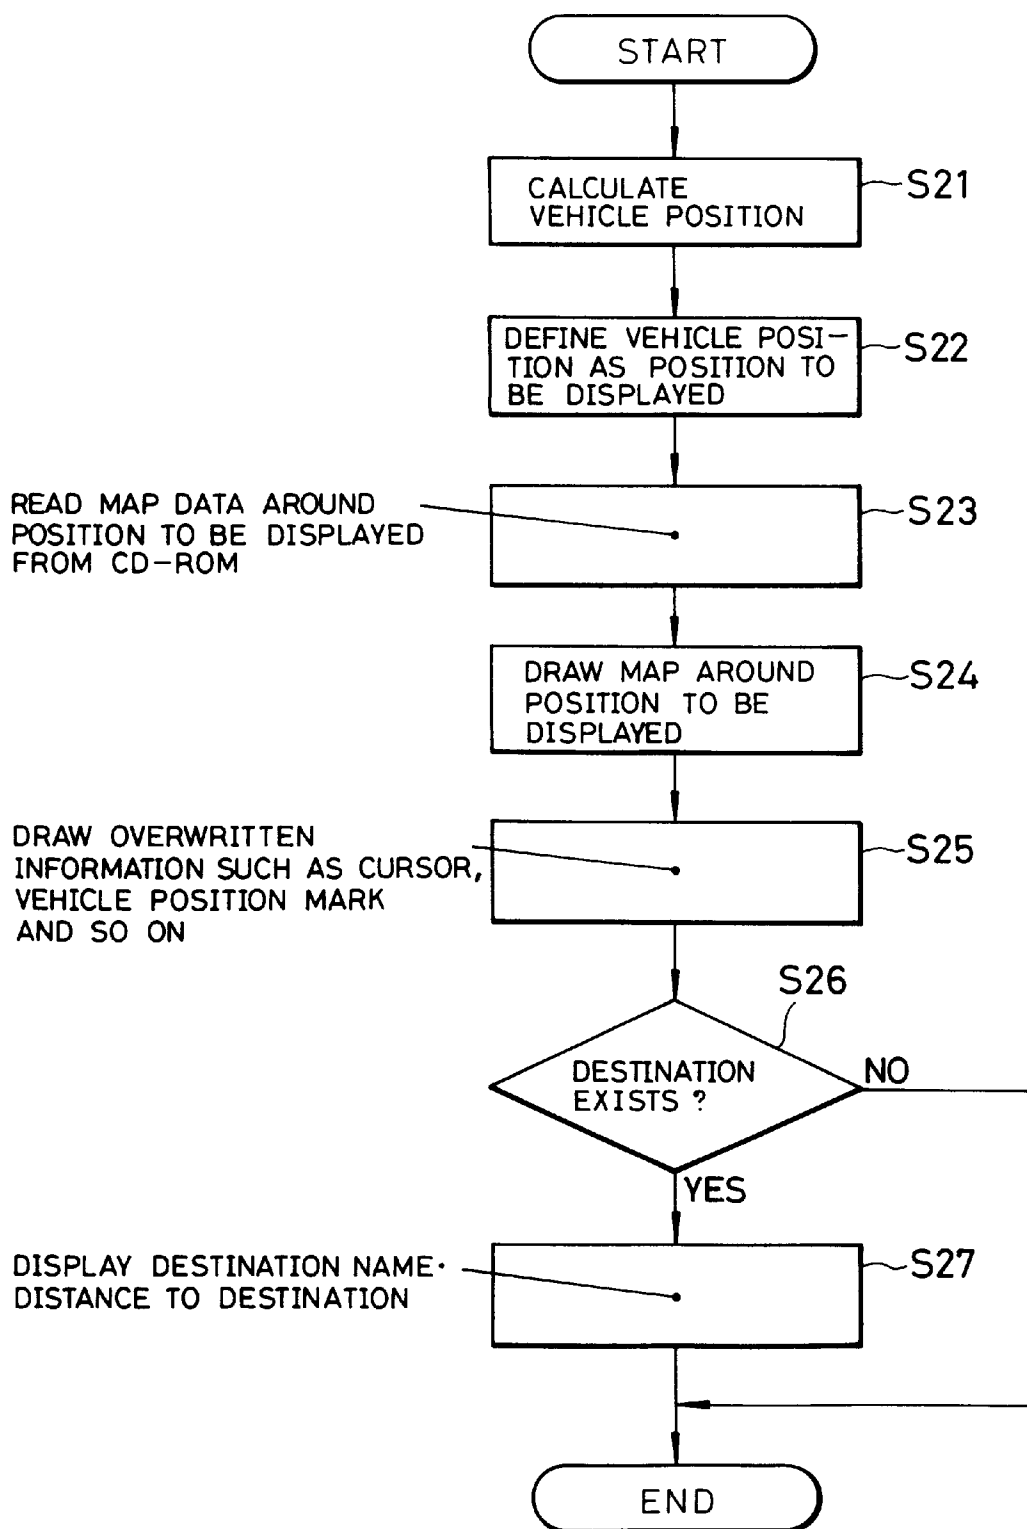 START
CALCULATE
VEHICLE POSITION
S21
DEFINE VEHICLE POSI-
TION AS POSITION TO
BE DISPLAYED
S22
READ MAP DATA AROUND
POSITION TO BE DISPLAYED
FROM CD-ROM
S23
DRAW MAP AROUND
POSITION TO BE
DISPLAYED
S24
DRAW OVERWRITTEN
INFORMATION SUCH AS CURSOR,
VEHICLE POSITION MARK
AND SO ON
S25
S26
DESTINATION
EXISTS ?
NO
YES
DISPLAY DESTINATION NAME·
DISTANCE TO DESTINATION
S27
END